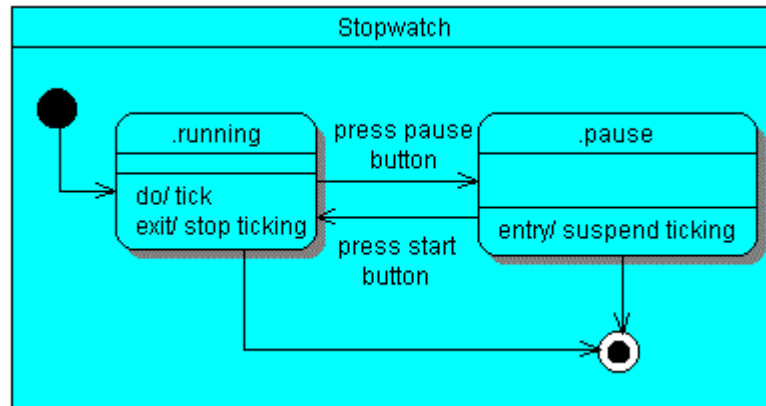 Stopwatch
.running
do/ tick
exit/ stop ticking
press pause
button
press start
button
.pause
entry/ suspend ticking